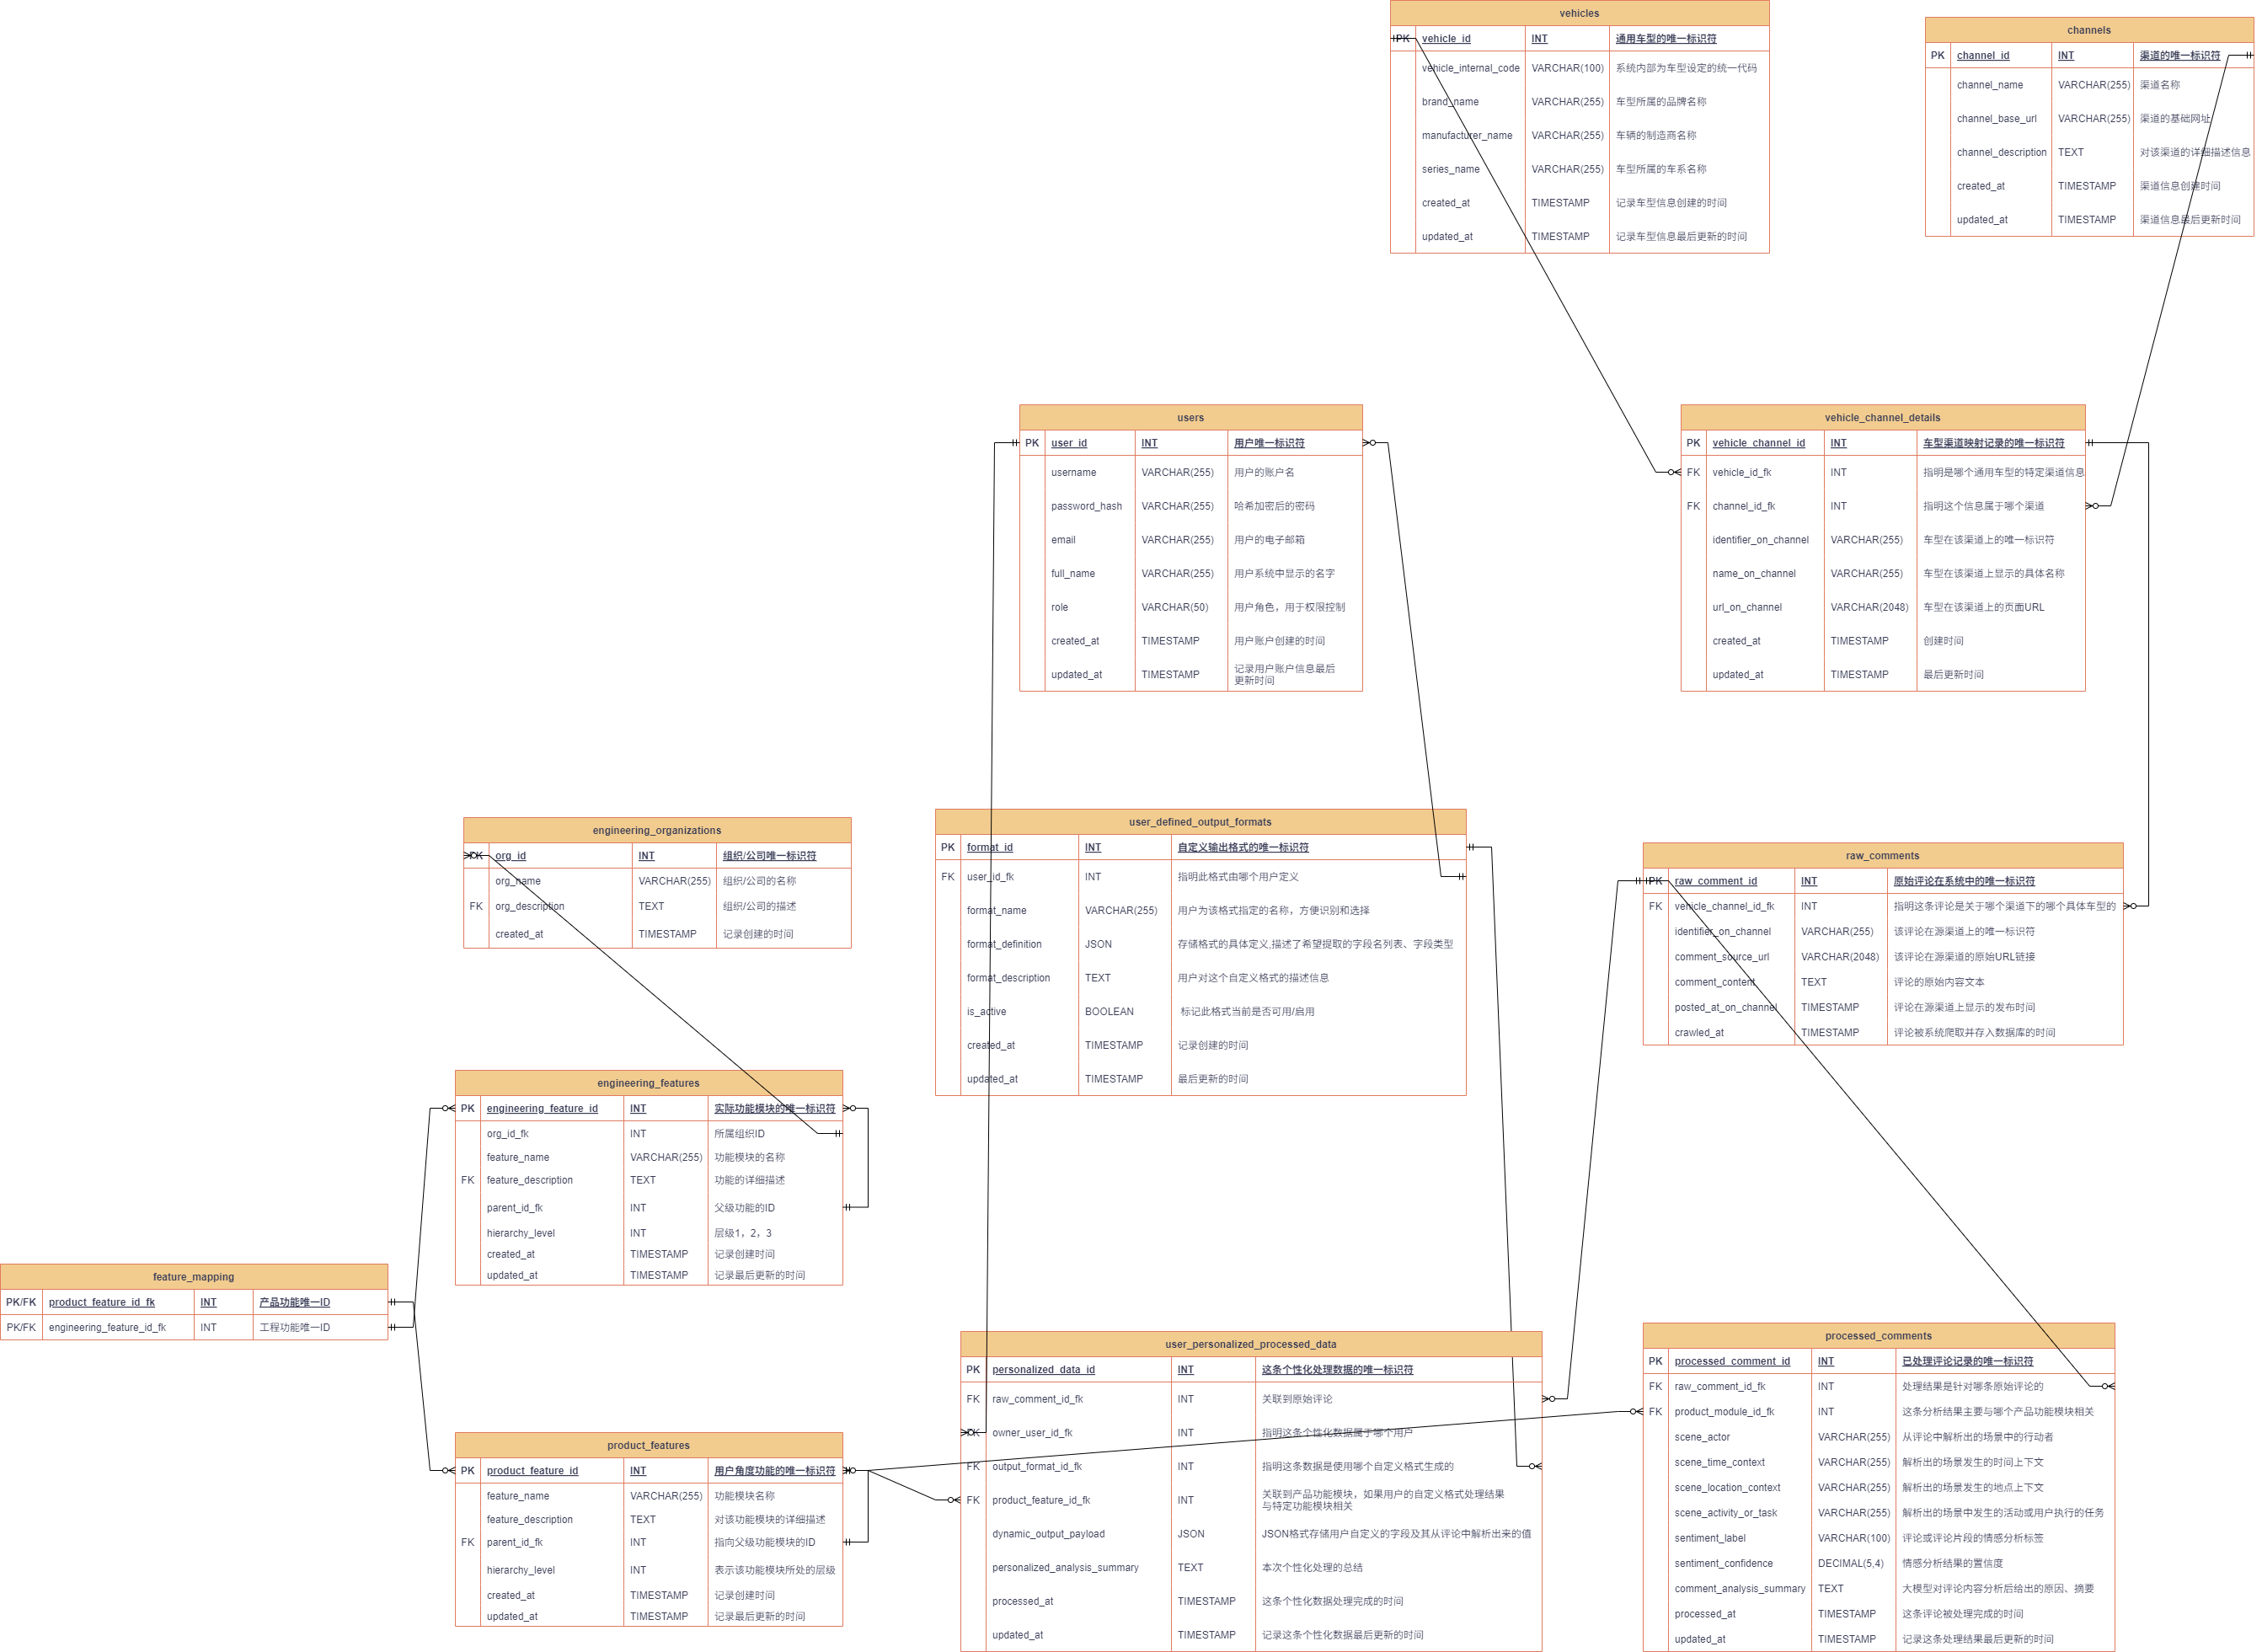 vehicles
PK vehicle_id INT 通用车型的唯一标识符
vehicle_internal_code VARCHAR(100) 系统内部为车型设定的统一代码
brand_name VARCHAR(255) 车型所属的品牌名称
manufacturer_name VARCHAR(255) 车辆的制造商名称
series_name VARCHAR(255) 车型所属的车系名称
created_at TIMESTAMP 记录车型信息创建的时间
updated_at TIMESTAMP 记录车型信息最后更新的时间
channels
PK channel_id INT 渠道的唯一标识符
channel_name VARCHAR(255) 渠道名称
channel_base_url VARCHAR(255) 渠道的基础网址
channel_description TEXT 对该渠道的详细描述信息
created_at TIMESTAMP 渠道信息创建时间
updated_at TIMESTAMP 渠道信息最后更新时间
users
PK user_id INT 用户唯一标识符
username VARCHAR(255) 用户的账户名
password_hash VARCHAR(255) 哈希加密后的密码
email VARCHAR(255) 用户的电子邮箱
full_name VARCHAR(255) 用户系统中显示的名字
role VARCHAR(50) 用户角色，用于权限控制
created_at TIMESTAMP 用户账户创建的时间
updated_at TIMESTAMP 记录用户账户信息最后
更新时间
vehicle_channel_details
PK vehicle_channel_id INT 车型渠道映射记录的唯一标识符
FK vehicle_id_fk INT 指明是哪个通用车型的特定渠道信息
FK channel_id_fk INT 指明这个信息属于哪个渠道
identifier_on_channel VARCHAR(255) 车型在该渠道上的唯一标识符
name_on_channel VARCHAR(255) 车型在该渠道上显示的具体名称
url_on_channel VARCHAR(2048) 车型在该渠道上的页面URL
created_at TIMESTAMP 创建时间
updated_at TIMESTAMP 最后更新时间
engineering_organizations
PK org_id INT 组织/公司唯一标识符
org_name VARCHAR(255) 组织/公司的名称
FK org_description TEXT 组织/公司的描述
created_at TIMESTAMP 记录创建的时间
user_defined_output_formats
PK format_id INT 自定义输出格式的唯一标识符
FK user_id_fk INT 指明此格式由哪个用户定义
format_name VARCHAR(255) 用户为该格式指定的名称，方便识别和选择
format_definition JSON 存储格式的具体定义,描述了希望提取的字段名列表、字段类型
format_description TEXT 用户对这个自定义格式的描述信息
is_active BOOLEAN 标记此格式当前是否可用/启用
created_at TIMESTAMP 记录创建的时间
updated_at TIMESTAMP 最后更新的时间
raw_comments
PK raw_comment_id INT 原始评论在系统中的唯一标识符
FK vehicle_channel_id_fk INT 指明这条评论是关于哪个渠道下的哪个具体车型的
identifier_on_channel VARCHAR(255) 该评论在源渠道上的唯一标识符
comment_source_url VARCHAR(2048) 该评论在源渠道的原始URL链接
comment_content TEXT 评论的原始内容文本
posted_at_on_channel TIMESTAMP 评论在源渠道上显示的发布时间
crawled_at TIMESTAMP 评论被系统爬取并存入数据库的时间
engineering_features
PK engineering_feature_id INT 实际功能模块的唯一标识符
org_id_fk INT 所属组织ID
feature_name VARCHAR(255) 功能模块的名称
FK feature_description TEXT 功能的详细描述
parent_id_fk INT 父级功能的ID
hierarchy_level INT 层级1，2，3
created_at TIMESTAMP 记录创建时间
updated_at TIMESTAMP 记录最后更新的时间
feature_mapping
PK/FK product_feature_id_fk INT 产品功能唯一ID
PK/FK engineering_feature_id_fk INT 工程功能唯一ID
product_features
PK product_feature_id INT 用户角度功能的唯一标识符
feature_name VARCHAR(255) 功能模块名称
feature_description TEXT 对该功能模块的详细描述
FK parent_id_fk INT 指向父级功能模块的ID
hierarchy_level INT 表示该功能模块所处的层级
created_at TIMESTAMP 记录创建时间
updated_at TIMESTAMP 记录最后更新的时间
user_personalized_processed_data
PK personalized_data_id INT 这条个性化处理数据的唯一标识符
FK raw_comment_id_fk INT 关联到原始评论
FK owner_user_id_fk INT 指明这条个性化数据属于哪个用户
FK output_format_id_fk INT 指明这条数据是使用哪个自定义格式生成的
FK product_feature_id_fk INT 关联到产品功能模块，如果用户的自定义格式处理结果
与特定功能模块相关
dynamic_output_payload JSON JSON格式存储用户自定义的字段及其从评论中解析出来的值
personalized_analysis_summary TEXT 本次个性化处理的总结
processed_at TIMESTAMP 这条个性化数据处理完成的时间
updated_at TIMESTAMP 记录这条个性化数据最后更新的时间
processed_comments
PK processed_comment_id INT 已处理评论记录的唯一标识符
FK raw_comment_id_fk INT 处理结果是针对哪条原始评论的
FK product_module_id_fk INT 这条分析结果主要与哪个产品功能模块相关
scene_actor VARCHAR(255) 从评论中解析出的场景中的行动者
scene_time_context VARCHAR(255) 解析出的场景发生的时间上下文
scene_location_context VARCHAR(255) 解析出的场景发生的地点上下文
scene_activity_or_task VARCHAR(255) 解析出的场景中发生的活动或用户执行的任务
sentiment_label VARCHAR(100) 评论或评论片段的情感分析标签
sentiment_confidence DECIMAL(5,4) 情感分析结果的置信度
comment_analysis_summary TEXT 大模型对评论内容分析后给出的原因、摘要
processed_at TIMESTAMP 这条评论被处理完成的时间
updated_at TIMESTAMP 记录这条处理结果最后更新的时间